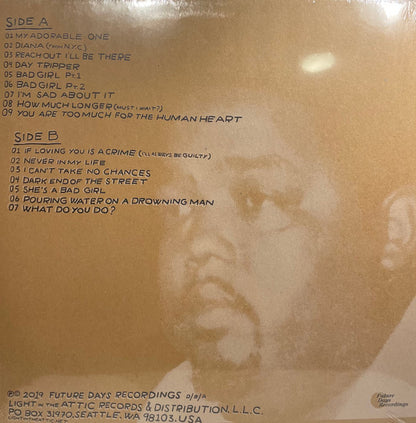 SIDE A
01 MY ADORABLE ONE
02 DIANA (FROM N.Y.C.)
03 REACH OUT I'LL BE THERE
04 DAY TRIPPER
05 BAD GIRL Pt.1
06 BAD GIRL Pt.2
07 I'M SAD ABOUT IT
08 HOW MUCH LONGER (MUST I WAIT?)
09 YOU ARE TOO MUCH FOR THE HUMAN HEART
SIDE B
01 IF LOVING YOU IS A CRIME (I'LL ALWAYS BE GUILTY)
02 NEVER IN MY LIFE
03 I CAN'T TAKE NO CHANCES
04 DARK END OF THE STREET
05 SHE'S A BAD GIRL
06 POURING WATER ON A DROWNING MAN
07 WHAT DO YOU DO?
℗© 2019 FUTURE DAYS RECORDINGS D/B/A
LIGHT IN THE ATTIC RECORDS & DISTRIBUTION, L.L.C.
PO BOX 31970, SEATTLE, WA 98103, USA
LIGHTINTHEATTIC.NET
Future
Days
Recordings